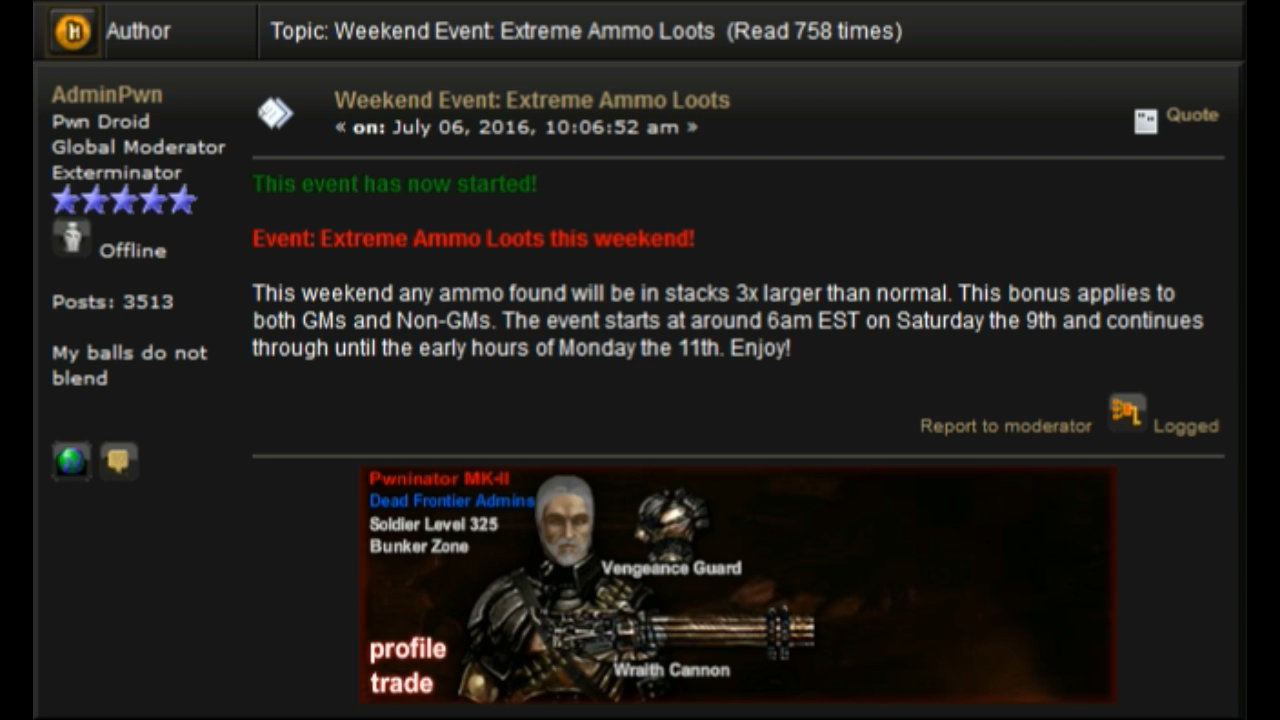 Author
Topic: Weekend Event: Extreme Ammo Loots (Read 758 times)
AdminPwn
Pwn Droid
Global Moderator
Exterminator
Offline
Posts: 3513
My balls do not
blend
Weekend Event: Extreme Ammo Loots
« on: July 06, 2016, 10:06:52 am »
Quote
This event has now started!
Event: Extreme Ammo Loots this weekend!
This weekend any ammo found will be in stacks 3x larger than normal. This bonus applies to
both GMs and Non-GMs. The event starts at around 6am EST on Saturday the 9th and continues
through until the early hours of Monday the 11th. Enjoy!
Report to moderator
Logged
Pwninator MK-II
Dead Frontier Admins
Soldier Level 325
Bunker Zone
Vengeance Guard
Wraith Cannon
profile
trade